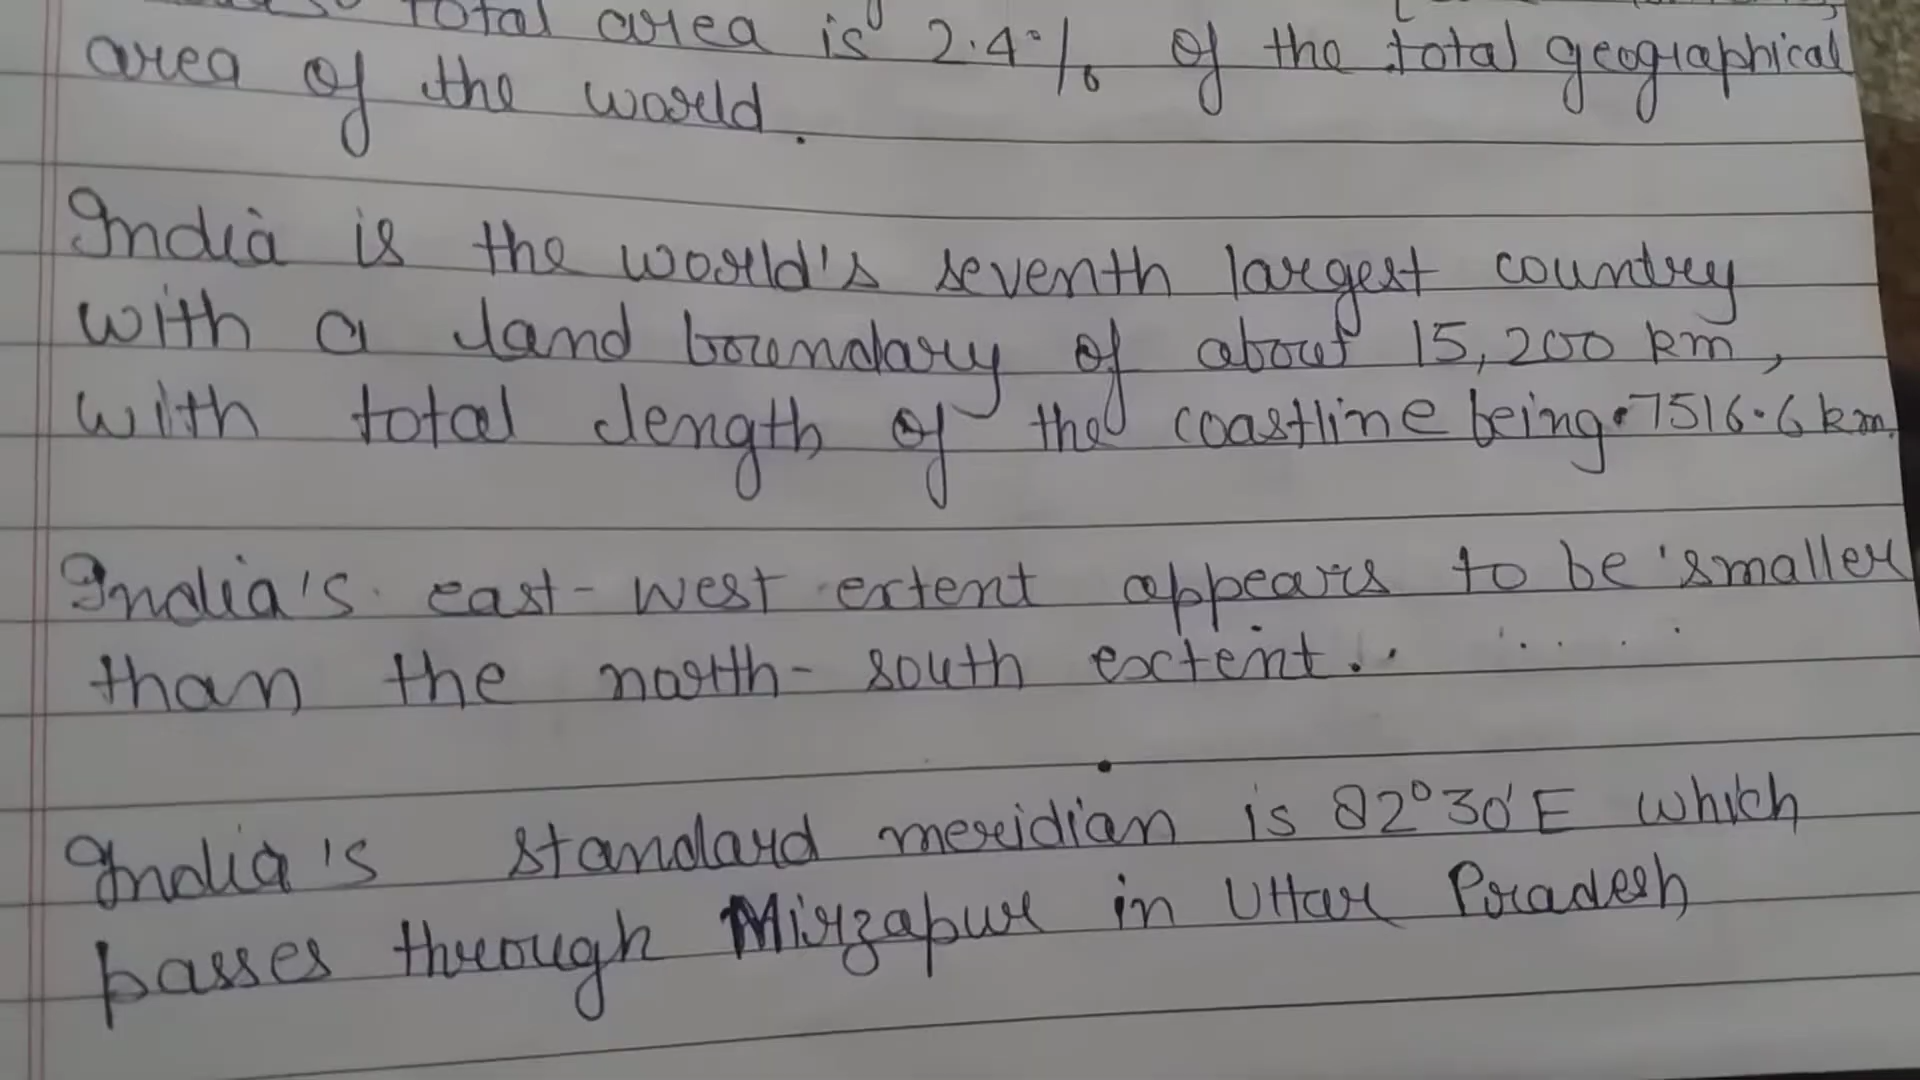 total area is 2.4% of the total geographical
area of the world.
India is the world's seventh largest country
with a land boundary of about 15,200 km,
with total length of the coastline being 7516.6 km.
India's east-west extent appears to be smaller
than the north-south extent.
India's standard meridian is 82°30'E which
passes through Mirzapur in Uttar Pradesh